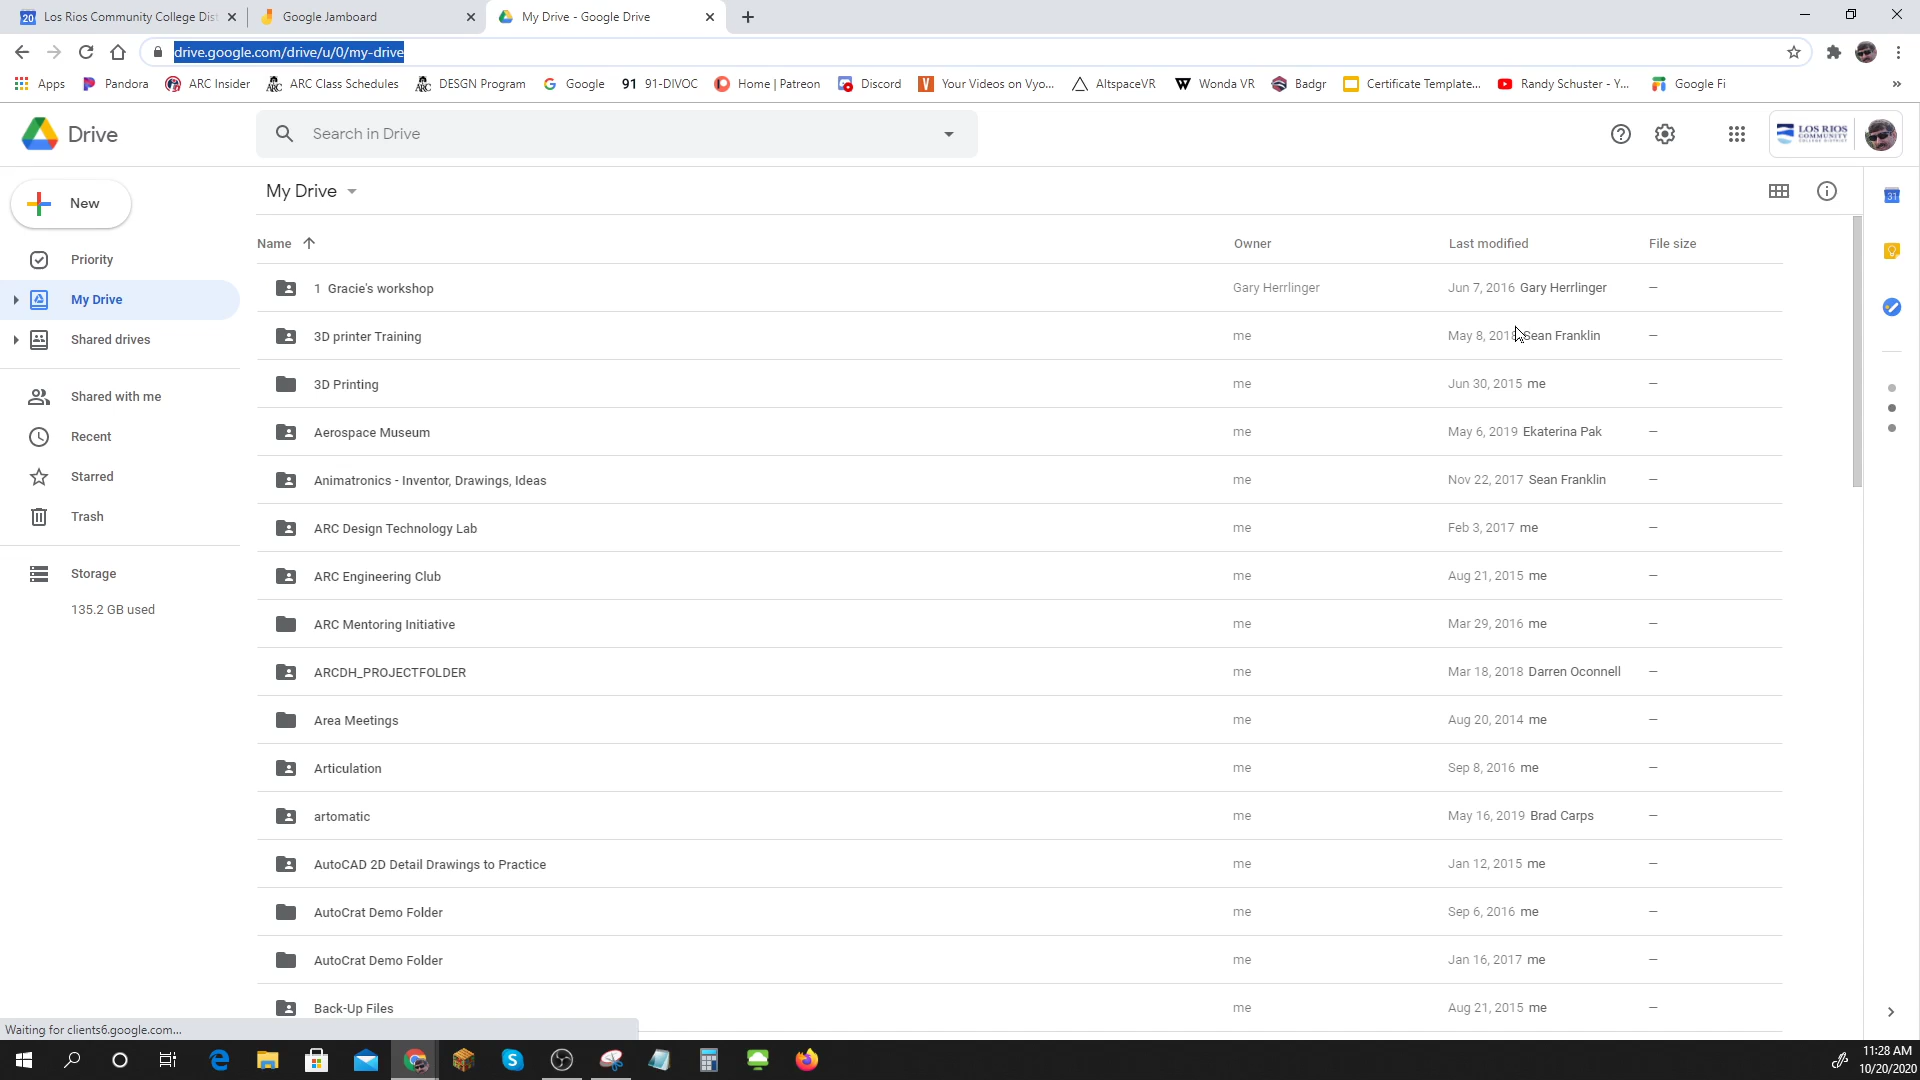 Los Rios Community College Dist
Google Jamboard
My Drive - Google Drive
drive.google.com/drive/u/0/my-drive
Apps
Pandora
ARC Insider
ARC Class Schedules
DESGN Program
Google
91 91-DIVOC
Home | Patreon
Discord
Your Videos on Vyo...
AltspaceVR
Wonda VR
Badgr
Certificate Template...
Randy Schuster - Y...
Google Fi
»
Drive
Search in Drive
LOS RIOS
COMMUNITY
COLLEGE DISTRICT
New
My Drive
Priority
My Drive
Shared drives
Shared with me
Recent
Starred
Trash
Storage
135.2 GB used
Name Owner Last modified File size
1 Gracie's workshop Gary Herrlinger Jun 7, 2016 Gary Herrlinger —
3D printer Training me May 8, 2018 Sean Franklin —
3D Printing me Jun 30, 2015 me —
Aerospace Museum me May 6, 2019 Ekaterina Pak —
Animatronics - Inventor, Drawings, Ideas me Nov 22, 2017 Sean Franklin —
ARC Design Technology Lab me Feb 3, 2017 me —
ARC Engineering Club me Aug 21, 2015 me —
ARC Mentoring Initiative me Mar 29, 2016 me —
ARCDH_PROJECTFOLDER me Mar 18, 2018 Darren Oconnell —
Area Meetings me Aug 20, 2014 me —
Articulation me Sep 8, 2016 me —
artomatic me May 16, 2019 Brad Carps —
AutoCAD 2D Detail Drawings to Practice me Jan 12, 2015 me —
AutoCrat Demo Folder me Sep 6, 2016 me —
AutoCrat Demo Folder me Jan 16, 2017 me —
Back-Up Files me Aug 21, 2015 me —
31
Waiting for clients6.google.com...
11:28 AM
10/20/2020